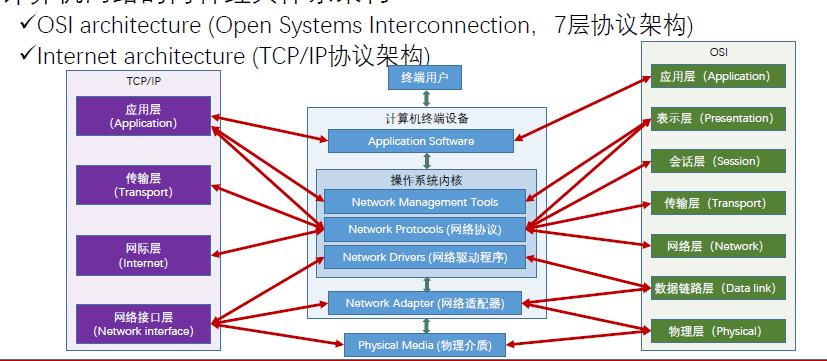 ✓OSI architecture (Open Systems Interconnection，7层协议架构)
✓Internet architecture (TCP/IP协议架构)
TCP/IP
应用层
(Application)
传输层
(Transport)
网际层
(Internet)
网络接口层
(Network interface)
终端用户
计算机终端设备
Application Software
操作系统内核
Network Management Tools
Network Protocols (网络协议)
Network Drivers (网络驱动程序)
Network Adapter (网络适配器)
Physical Media (物理介质)
OSI
应用层（Application）
表示层（Presentation）
会话层（Session）
传输层（Transport）
网络层（Network）
数据链路层（Data link）
物理层（Physical）